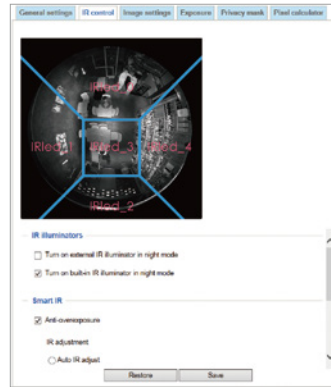 General settings IR control Image settings Exposure Privacy mask Pixel calculator
IRled_1 IRled_3 IRled_4
IRled_2
IR illuminators
Turn on external IR illuminator in night mode
Turn on built-in IR illuminator in night mode
Smart IR
Anti-overexposure
IR adjustment
Auto IR adjust
Restore Save